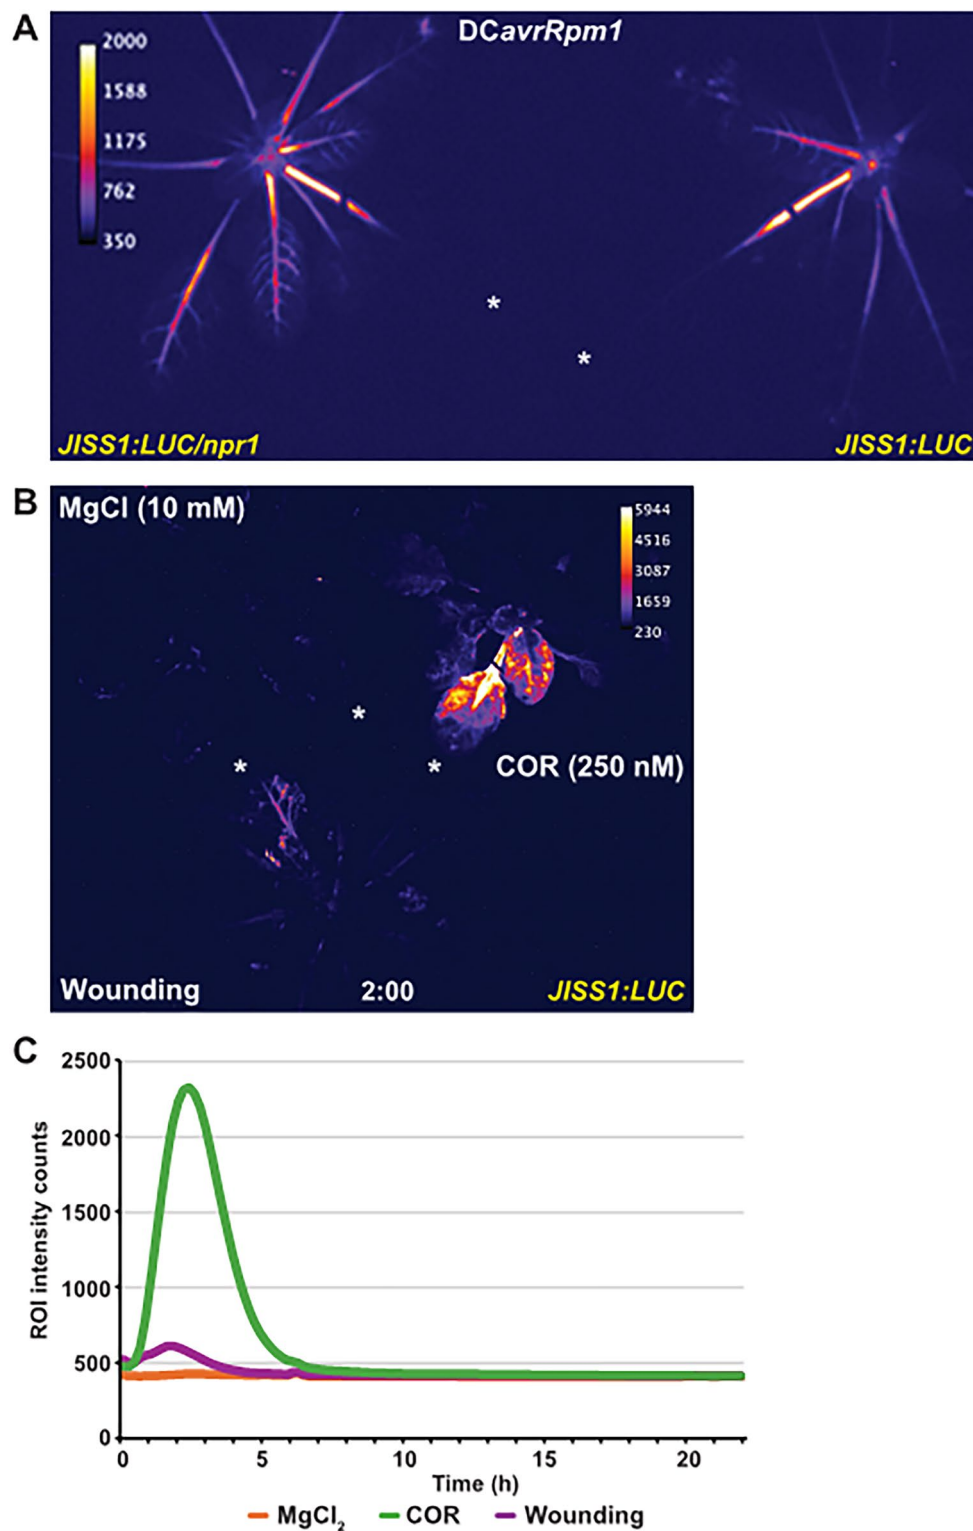 A
DCavrRpm1
2000
1588
1175
762
350
*
*
JISS1:LUC/npr1
JISS1:LUC
B
MgCl (10 mM)
5944
4516
3087
1659
230
*
*
*
COR (250 nM)
Wounding
2:00
JISS1:LUC
C
2500
2000
1500
1000
500
0
ROI intensity counts
0 5 10 15 20
Time (h)
MgCl₂ COR Wounding